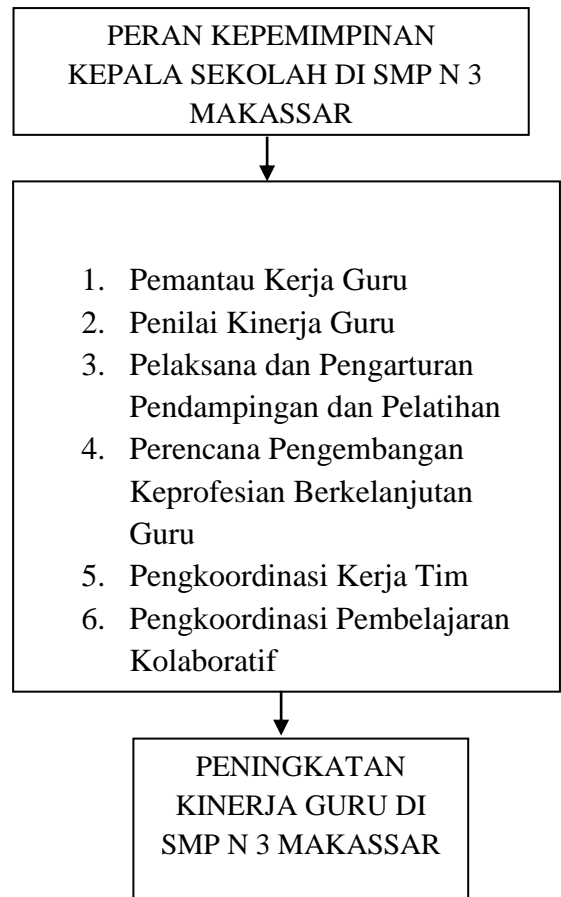 PERAN KEPEMIMPINAN
KEPALA SEKOLAH DI SMP N 3
MAKASSAR
1. Pemantau Kerja Guru
2. Penilai Kinerja Guru
3. Pelaksana dan Pengarturan
Pendampingan dan Pelatihan
4. Perencana Pengembangan
Keprofesian Berkelanjutan
Guru
5. Pengkoordinasi Kerja Tim
6. Pengkoordinasi Pembelajaran
Kolaboratif
PENINGKATAN
KINERJA GURU DI
SMP N 3 MAKASSAR